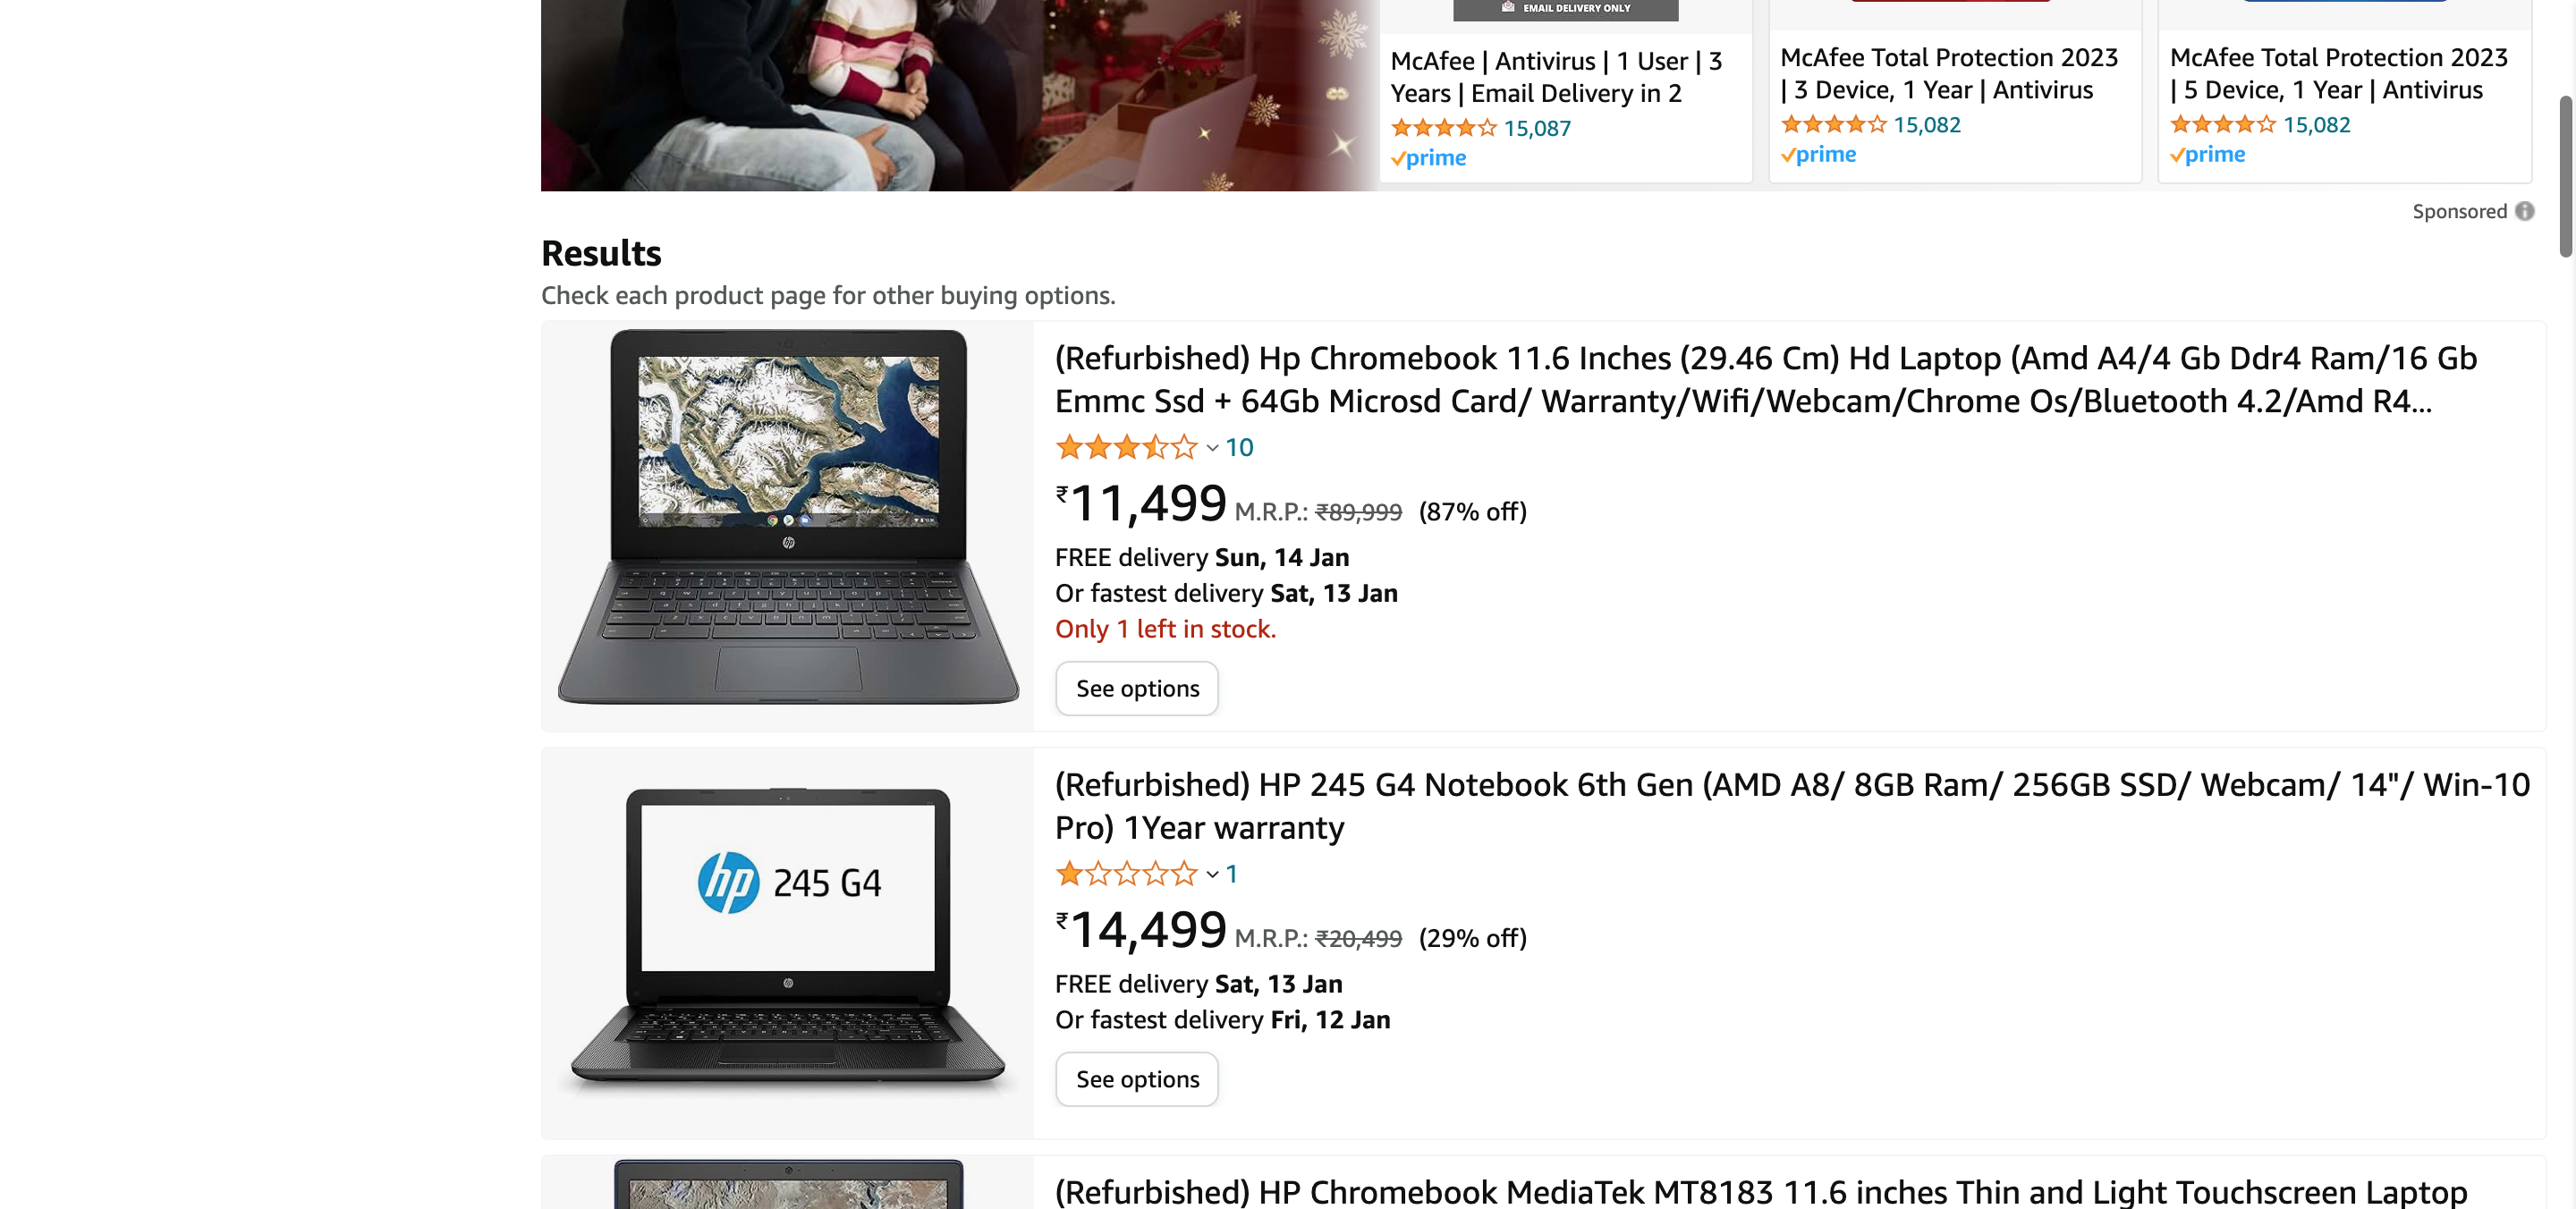 EMAIL DELIVERY ONLY
McAfee | Antivirus | 1 User | 3
Years | Email Delivery in 2
15,087
prime
McAfee Total Protection 2023
| 3 Device, 1 Year | Antivirus
15,082
prime
McAfee Total Protection 2023
| 5 Device, 1 Year | Antivirus
15,082
prime
Sponsored
Results
Check each product page for other buying options.
(Refurbished) Hp Chromebook 11.6 Inches (29.46 Cm) Hd Laptop (Amd A4/4 Gb Ddr4 Ram/16 Gb
Emmc Ssd + 64Gb Microsd Card/ Warranty/Wifi/Webcam/Chrome Os/Bluetooth 4.2/Amd R4...
10
₹11,499 M.R.P.: ₹89,999 (87% off)
FREE delivery Sun, 14 Jan
Or fastest delivery Sat, 13 Jan
Only 1 left in stock.
See options
hp 245 G4
(Refurbished) HP 245 G4 Notebook 6th Gen (AMD A8/ 8GB Ram/ 256GB SSD/ Webcam/ 14"/ Win-10
Pro) 1Year warranty
1
₹14,499 M.R.P.: ₹20,499 (29% off)
FREE delivery Sat, 13 Jan
Or fastest delivery Fri, 12 Jan
See options
(Refurbished) HP Chromebook MediaTek MT8183 11.6 inches Thin and Light Touchscreen Laptop